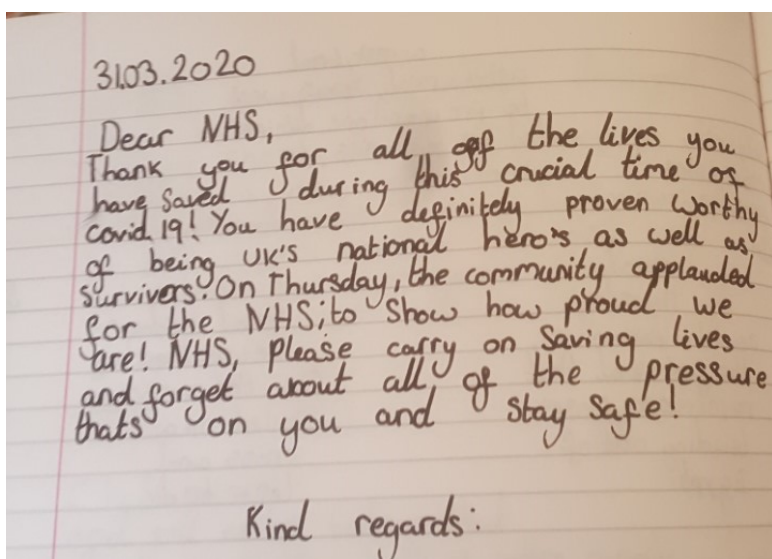 31.03.2020
Dear NHS,
Thank you for all off the lives you
have saved during this crucial time of
covid 19! You have definitely proven worthy
of being UK's national hero's as well as
survivers. On Thursday, the community applauded
for the NHS; to show how proud we
are! NHS, please carry on saving lives
and forget about all of the pressure
thats on you and stay safe!
Kind regards: